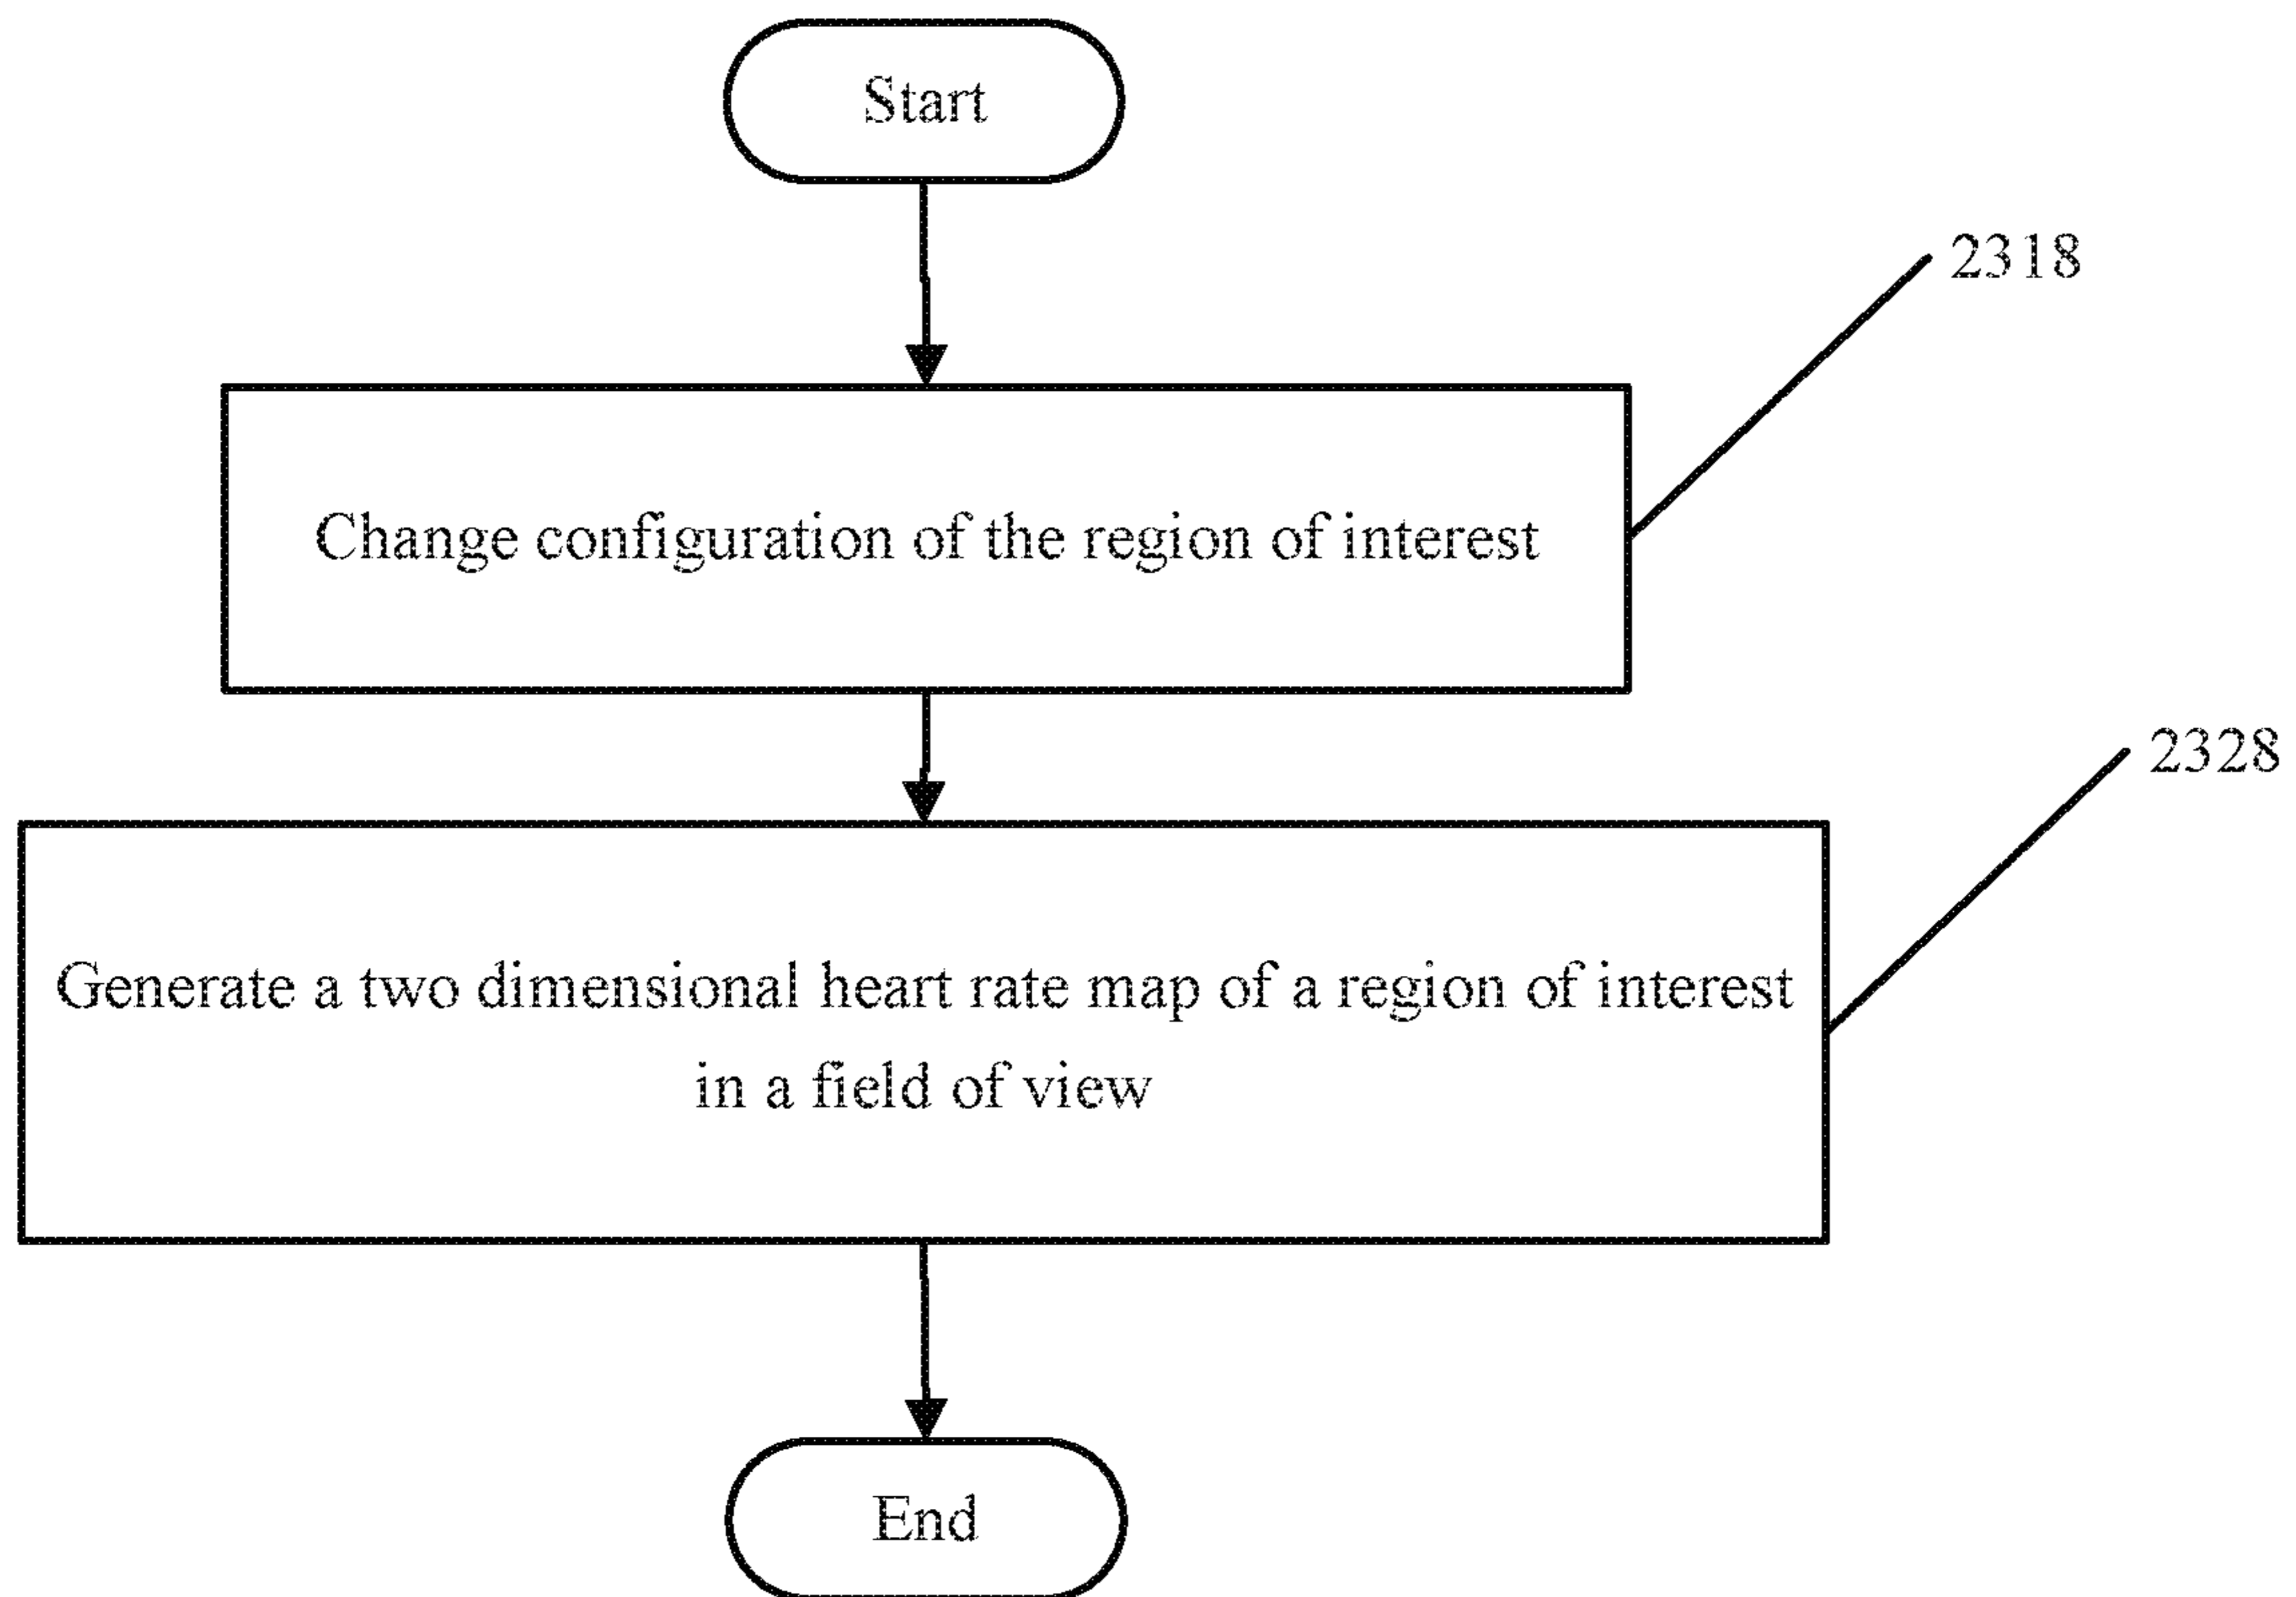 Start
2318
Change configuration of the region of interest
2328
Generate a two dimensional heart rate map of a region of interest
in a field of view
End